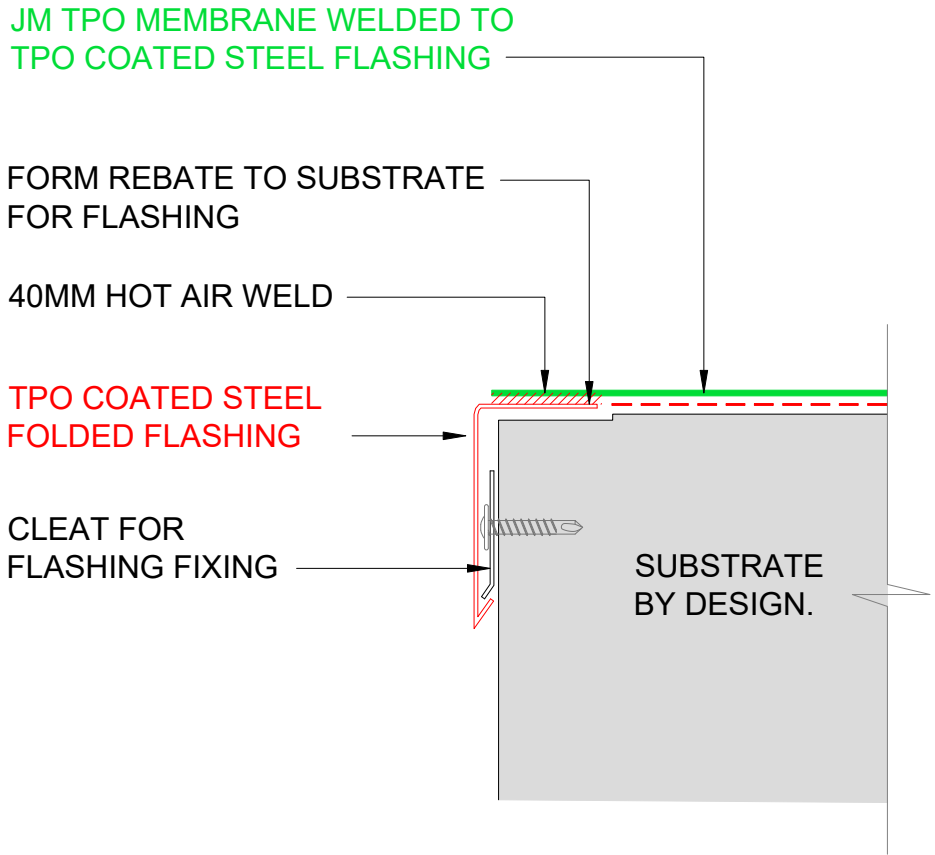 JM TPO MEMBRANE WELDED TO
TPO COATED STEEL FLASHING
FORM REBATE TO SUBSTRATE
FOR FLASHING
40MM HOT AIR WELD
TPO COATED STEEL
FOLDED FLASHING
CLEAT FOR
FLASHING FIXING
SUBSTRATE
BY DESIGN.